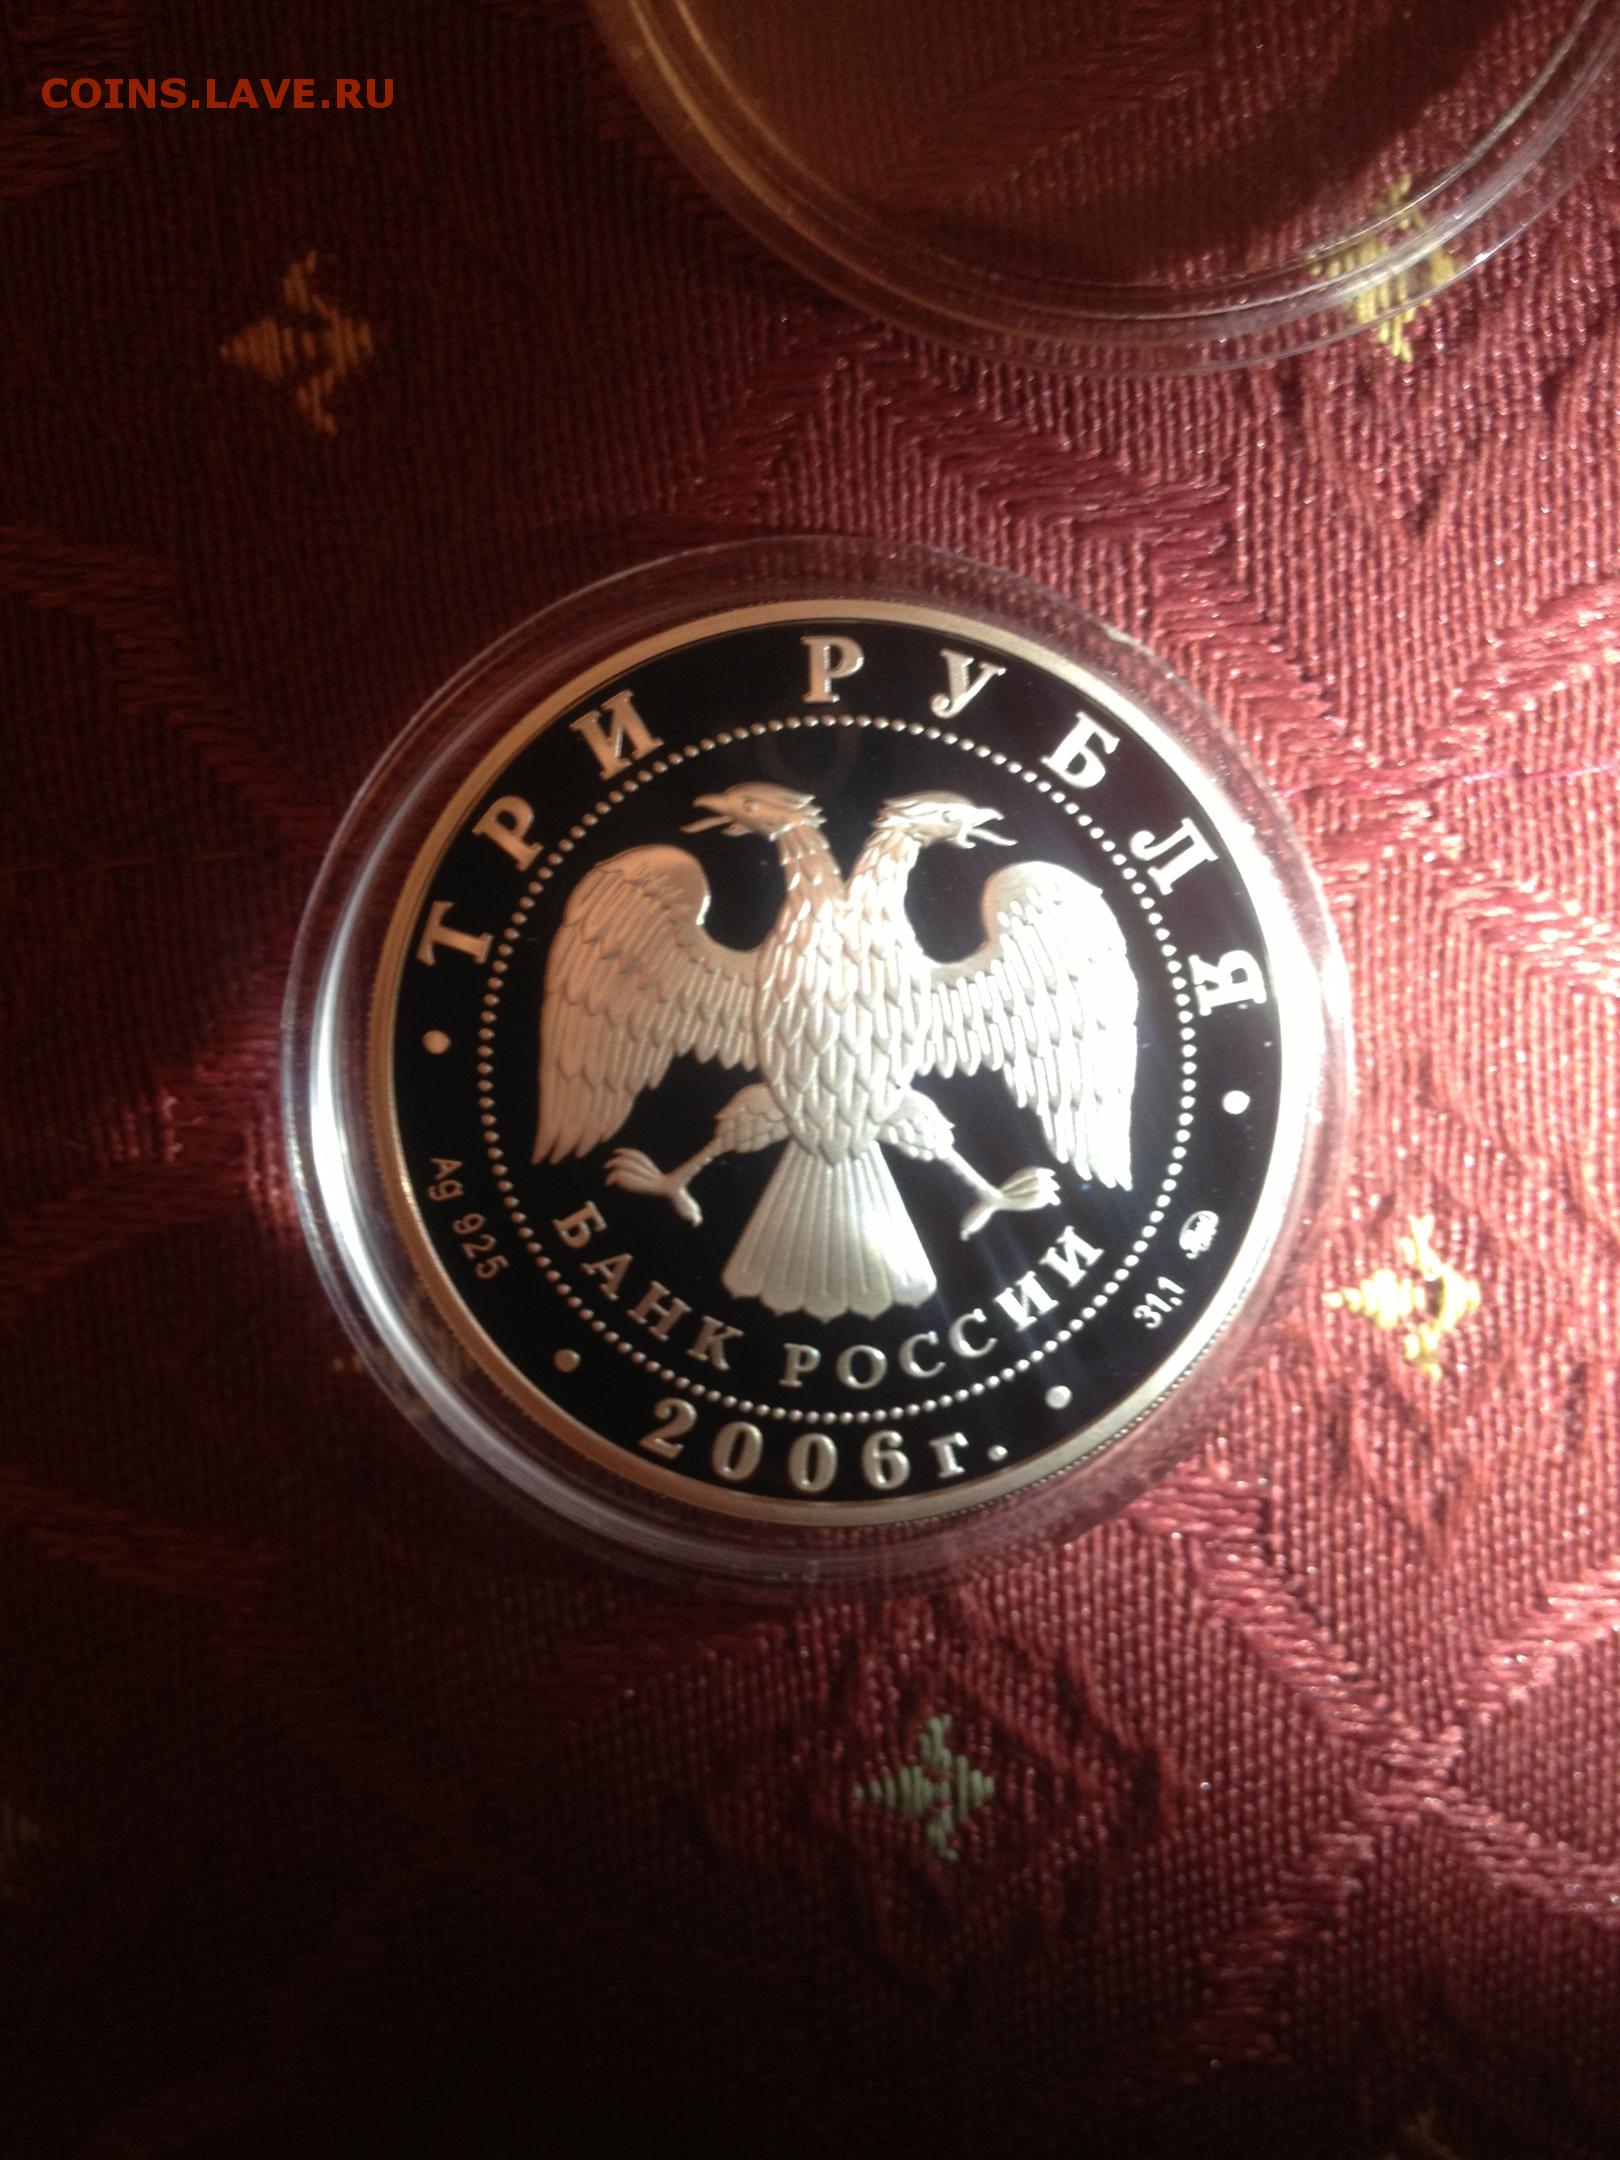 COINS.LAVE.RU
ТРИ РУБЛЯ
Ag 925
БАНК РОССИИ
31,1
2006г.